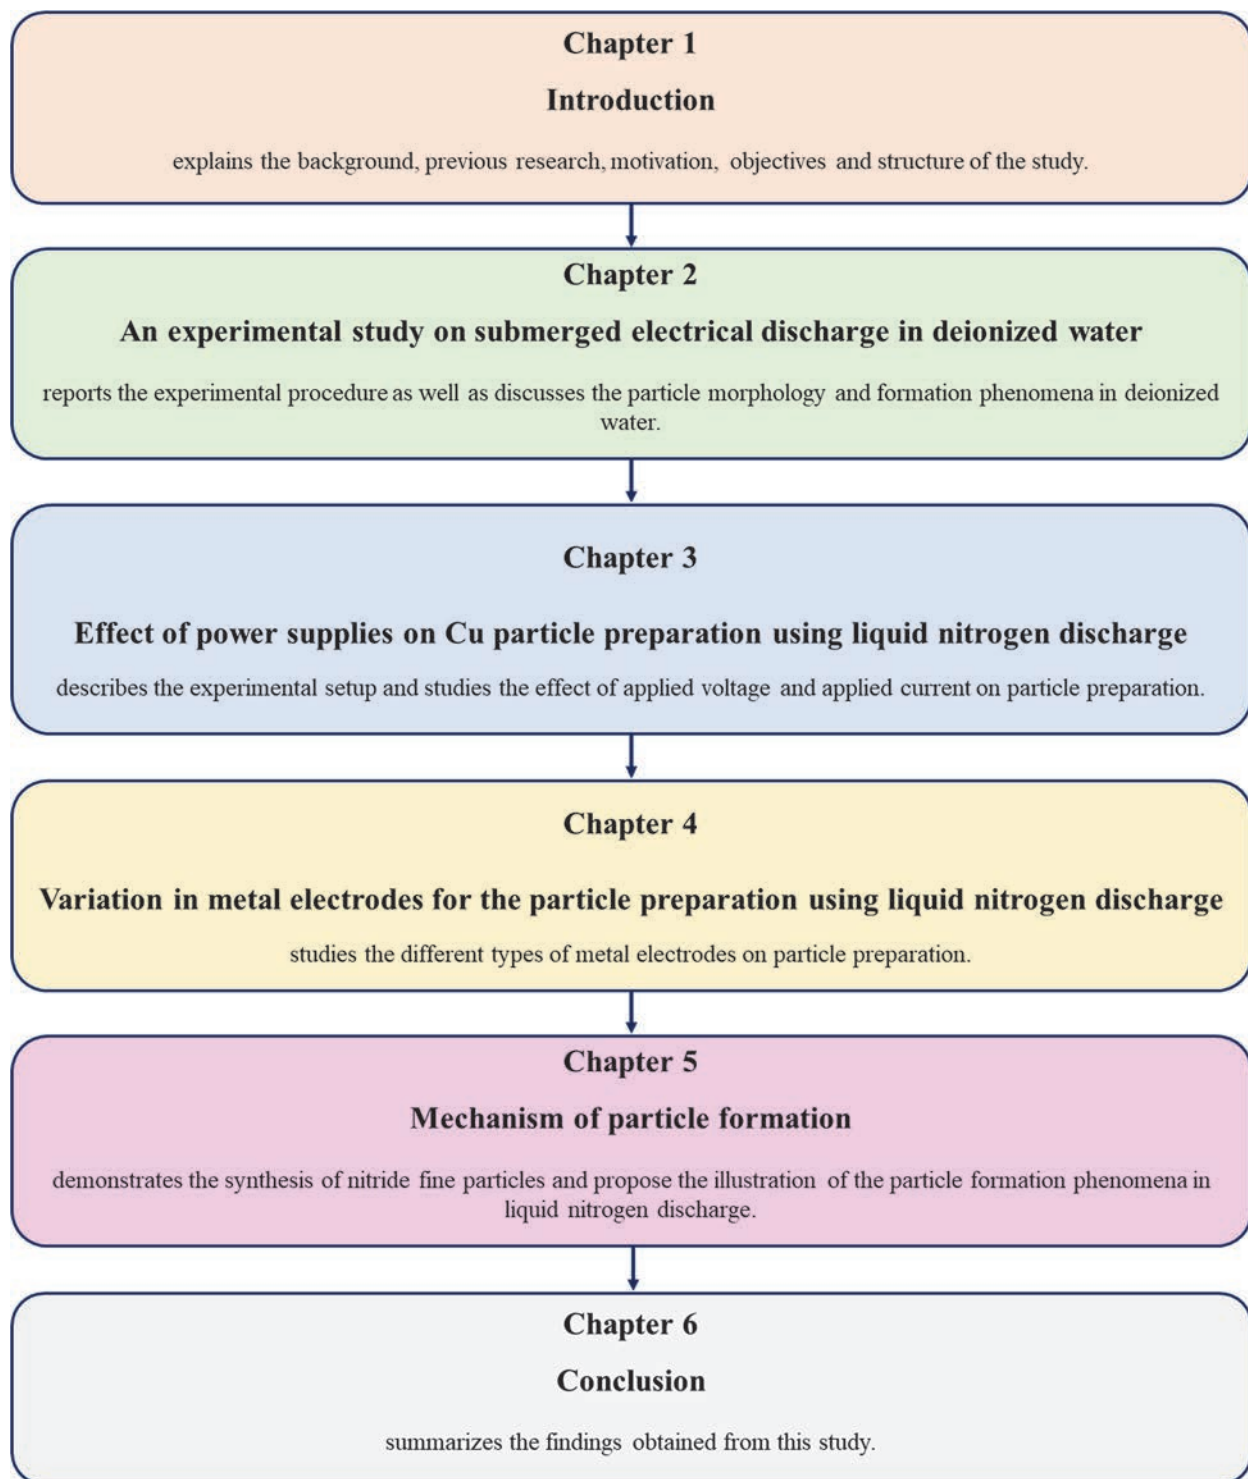 Chapter 1
Introduction
explains the background, previous research, motivation, objectives and structure of the study.
Chapter 2
An experimental study on submerged electrical discharge in deionized water
reports the experimental procedure as well as discusses the particle morphology and formation phenomena in deionized
water.
Chapter 3
Effect of power supplies on Cu particle preparation using liquid nitrogen discharge
describes the experimental setup and studies the effect of applied voltage and applied current on particle preparation.
Chapter 4
Variation in metal electrodes for the particle preparation using liquid nitrogen discharge
studies the different types of metal electrodes on particle preparation.
Chapter 5
Mechanism of particle formation
demonstrates the synthesis of nitride fine particles and propose the illustration of the particle formation phenomena in
liquid nitrogen discharge.
Chapter 6
Conclusion
summarizes the findings obtained from this study.